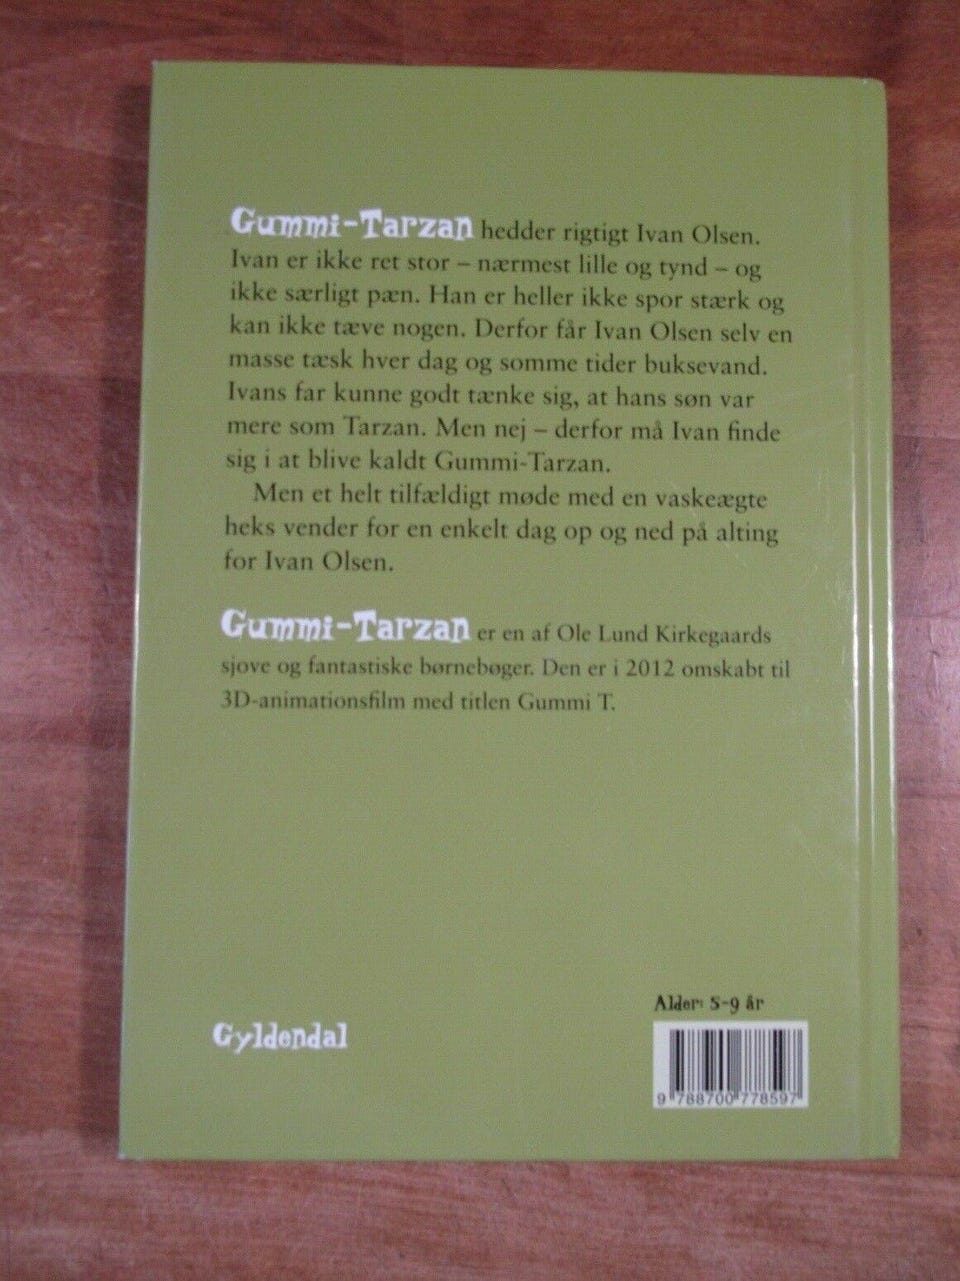 Gummi-Tarzan hedder rigtigt Ivan Olsen.
Ivan er ikke ret stor – nærmest lille og tynd – og
ikke særligt pæn. Han er heller ikke spor stærk og
kan ikke tæve nogen. Derfor får Ivan Olsen selv en
masse tæsk hver dag og somme tider buksevand.
Ivans far kunne godt tænke sig, at hans søn var
mere som Tarzan. Men nej – derfor må Ivan finde
sig i at blive kaldt Gummi-Tarzan.
Men et helt tilfældigt møde med en vaskeægte
heks vender for en enkelt dag op og ned på alting
for Ivan Olsen.
Gummi-Tarzan er en af Ole Lund Kirkegaards
sjove og fantastiske børnebøger. Den er i 2012 omskabt til
3D-animationsfilm med titlen Gummi T.
Alder: 5-9 år
Gyldendal
9 788700 778597